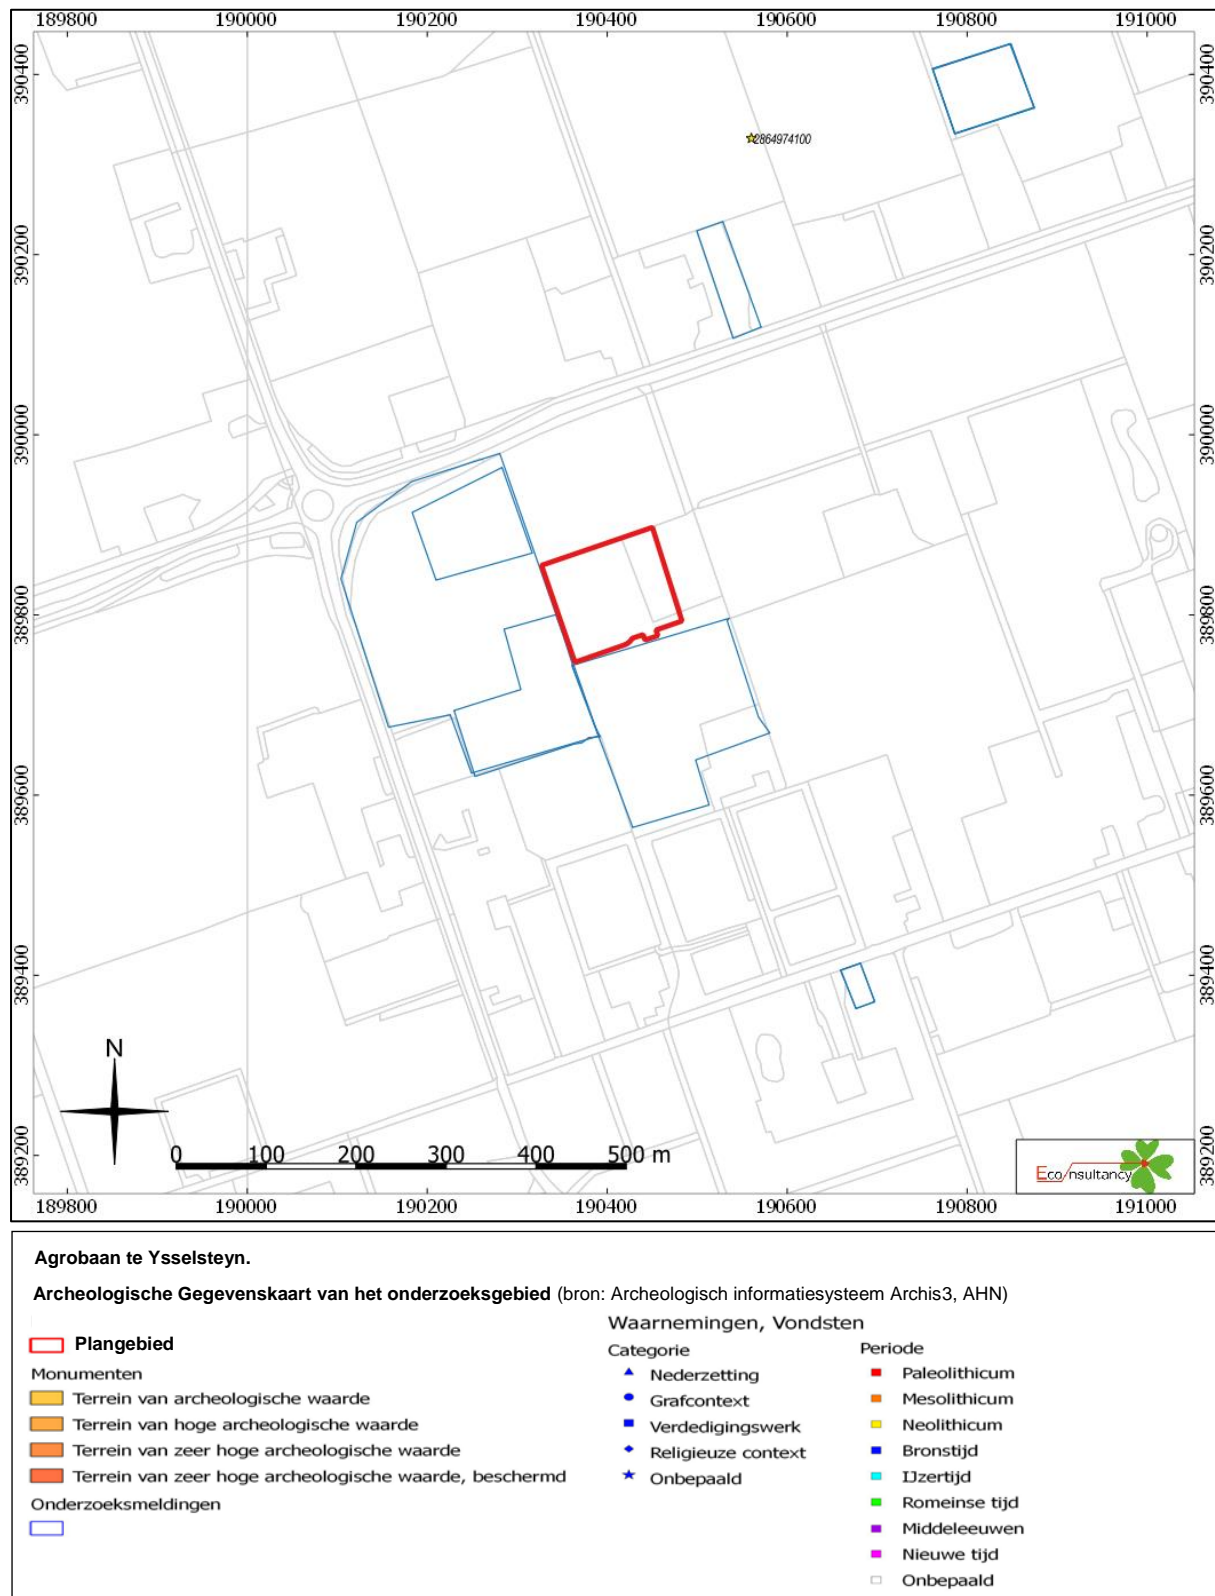 189800 190000 190200 190400 190600 190800 191000
390400 390400
2864974100
390200 390200
390000 390000
389800 389800
389600 389600
389400 389400
N
0 100 200 300 400 500 m
389200 389200
Eco nsultancy
189800 190000 190200 190400 190600 190800 191000
Agrobaan te Ysselsteyn.
Archeologische Gegevenskaart van het onderzoeksgebied (bron: Archeologisch informatiesysteem Archis3, AHN)
Plangebied
Monumenten
Terrein van archeologische waarde
Terrein van hoge archeologische waarde
Terrein van zeer hoge archeologische waarde
Terrein van zeer hoge archeologische waarde, beschermd
Onderzoeksmeldingen
Waarnemingen, Vondsten
Categorie
Nederzetting
Grafcontext
Verdedigingswerk
Religieuze context
Onbepaald
Periode
Paleolithicum
Mesolithicum
Neolithicum
Bronstijd
IJzertijd
Romeinse tijd
Middeleeuwen
Nieuwe tijd
Onbepaald